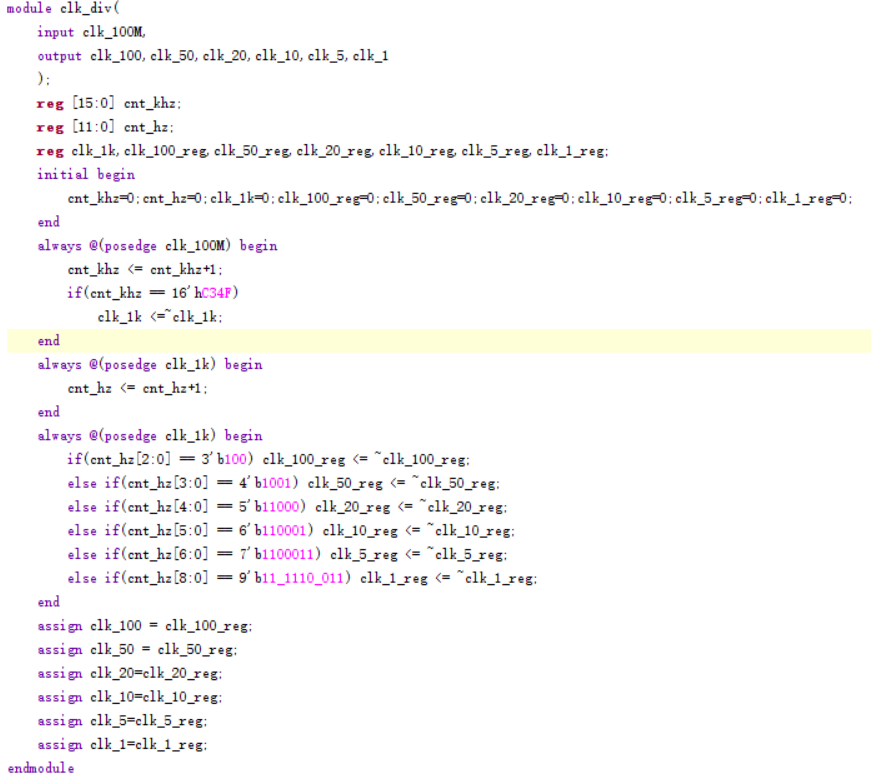 module clk_div(
    input clk_100M,
    output clk_100, clk_50, clk_20, clk_10, clk_5, clk_1
    );
    reg [15:0] cnt_khz;
    reg [11:0] cnt_hz;
    reg clk_1k, clk_100_reg, clk_50_reg, clk_20_reg, clk_10_reg, clk_5_reg, clk_1_reg;
    initial begin
        cnt_khz=0;cnt_hz=0;clk_1k=0;clk_100_reg=0;clk_50_reg=0;clk_20_reg=0;clk_10_reg=0;clk_5_reg=0;clk_1_reg=0;
    end
    always @(posedge clk_100M) begin
        cnt_khz <= cnt_khz+1;
        if(cnt_khz == 16'hC34F)
            clk_1k <=~clk_1k;
    end
    always @(posedge clk_1k) begin
        cnt_hz <= cnt_hz+1;
    end
    always @(posedge clk_1k) begin
        if(cnt_hz[2:0] == 3'b100) clk_100_reg <= ~clk_100_reg;
        else if(cnt_hz[3:0] == 4'b1001) clk_50_reg <= ~clk_50_reg;
        else if(cnt_hz[4:0] == 5'b11000) clk_20_reg <= ~clk_20_reg;
        else if(cnt_hz[5:0] == 6'b110001) clk_10_reg <= ~clk_10_reg;
        else if(cnt_hz[6:0] == 7'b1100011) clk_5_reg <= ~clk_5_reg;
        else if(cnt_hz[8:0] == 9'b11_1110_011) clk_1_reg <= ~clk_1_reg;
    end
    assign clk_100 = clk_100_reg;
    assign clk_50 = clk_50_reg;
    assign clk_20=clk_20_reg;
    assign clk_10=clk_10_reg;
    assign clk_5=clk_5_reg;
    assign clk_1=clk_1_reg;
endmodule